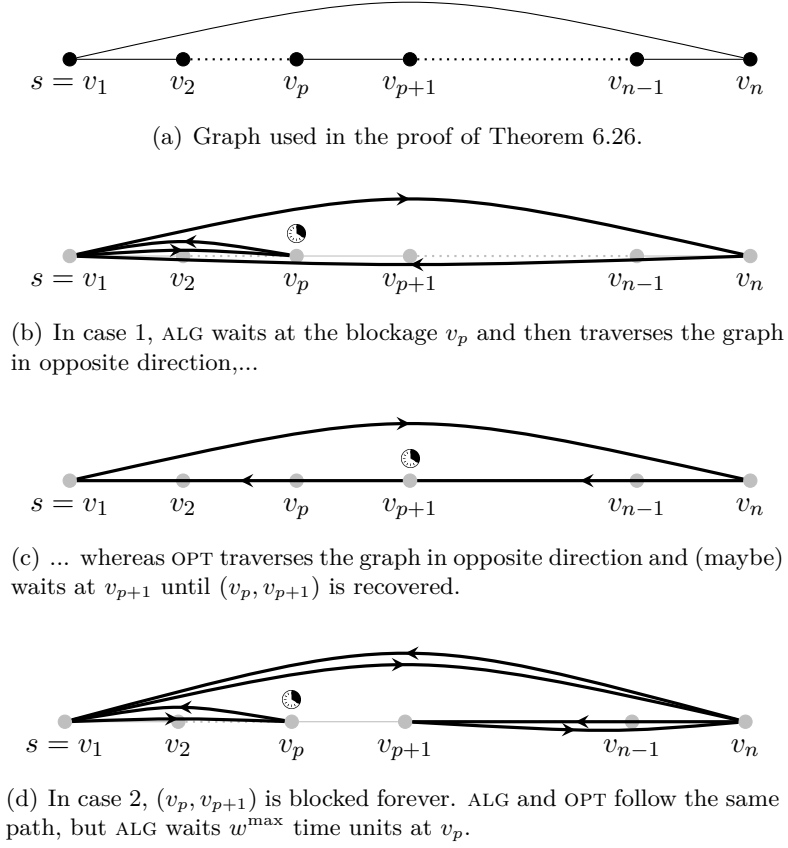 s = v₁ v₂ vₚ vₚ₊₁ vₙ₋₁ vₙ
(a) Graph used in the proof of Theorem 6.26.
s = v₁ v₂ vₚ vₚ₊₁ vₙ₋₁ vₙ
(b) In case 1, ALG waits at the blockage vₚ and then traverses the graph
in opposite direction,...
s = v₁ v₂ vₚ vₚ₊₁ vₙ₋₁ vₙ
(c) ... whereas OPT traverses the graph in opposite direction and (maybe)
waits at vₚ₊₁ until (vₚ, vₚ₊₁) is recovered.
s = v₁ v₂ vₚ vₚ₊₁ vₙ₋₁ vₙ
(d) In case 2, (vₚ, vₚ₊₁) is blocked forever. ALG and OPT follow the same
path, but ALG waits wᵐᵃˣ time units at vₚ.